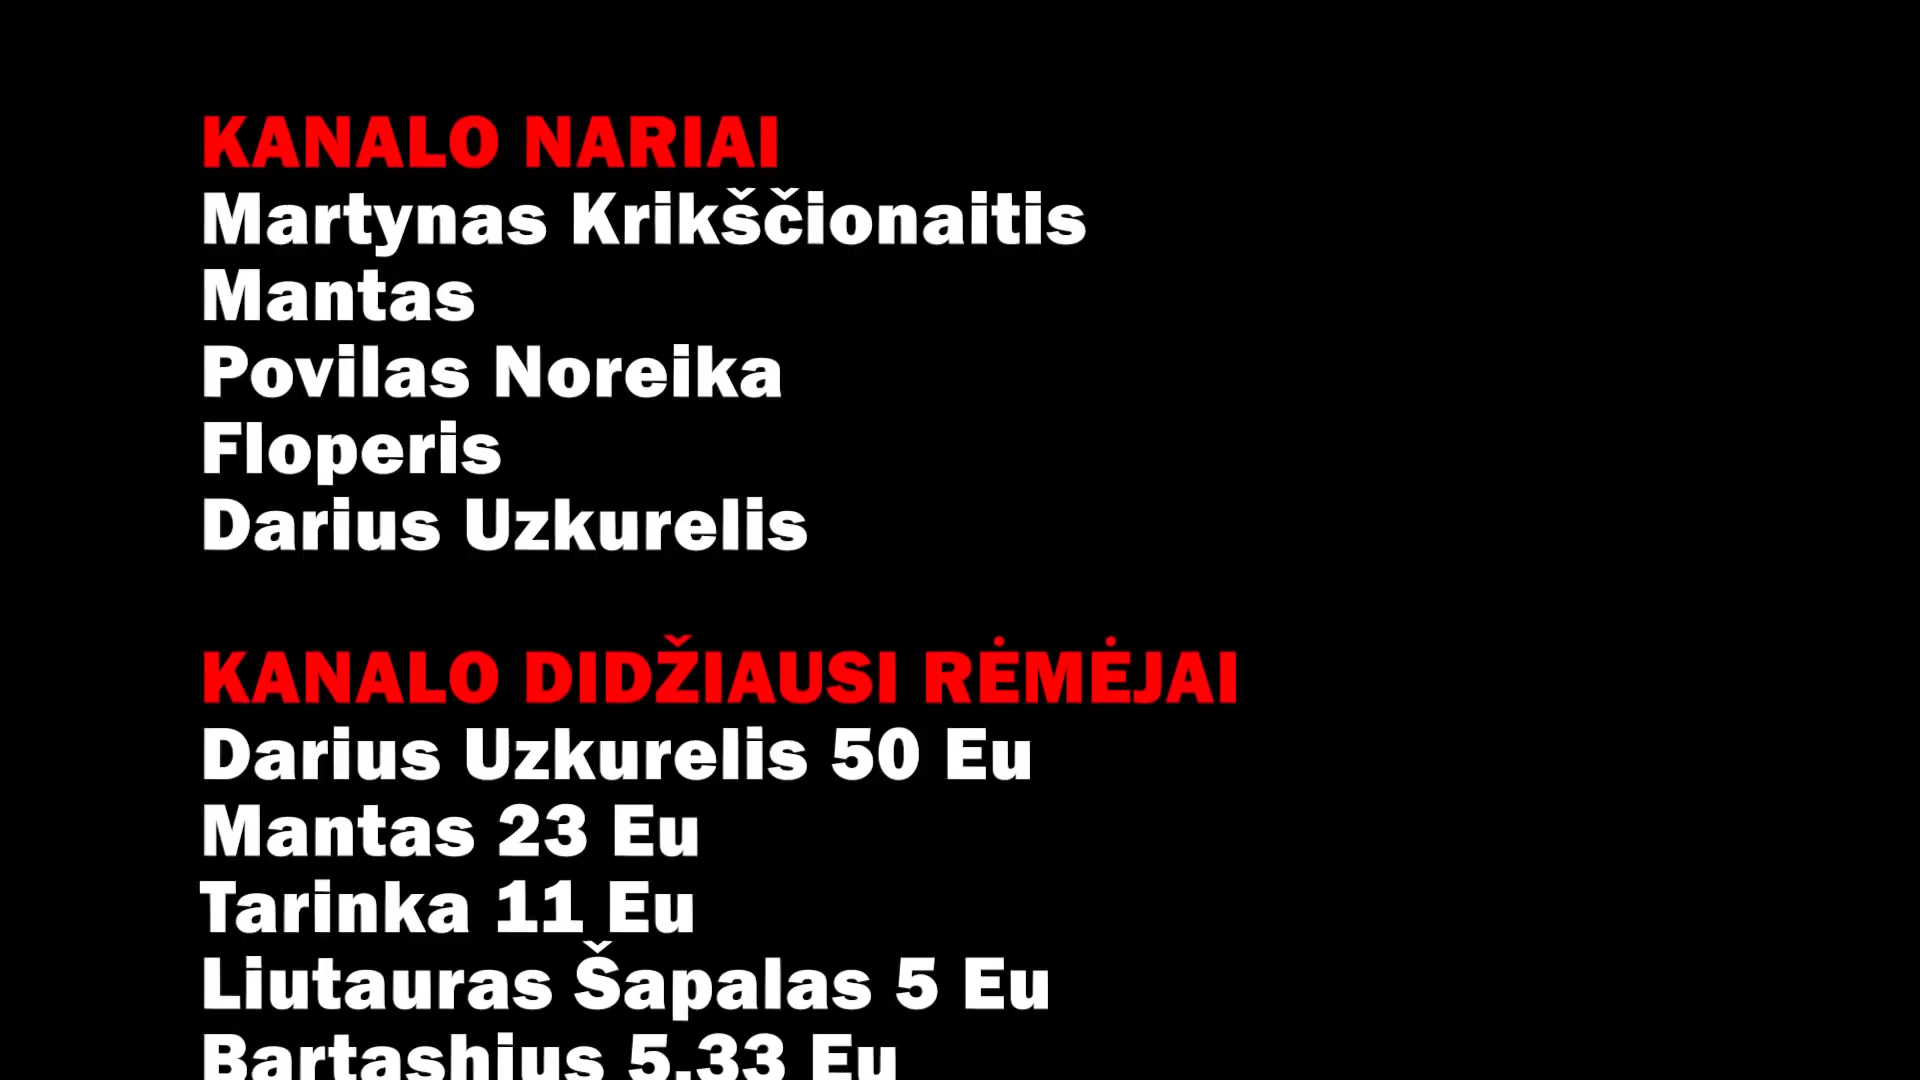 KANALO NARIAI
Martynas Krikščionaitis
Mantas
Povilas Noreika
Floperis
Darius Uzkurelis
KANALO DIDŽIAUSI RĖMĖJAI
Darius Uzkurelis 50 Eu
Mantas 23 Eu
Tarinka 11 Eu
Liutauras Šapalas 5 Eu
Bartashius 5.33 Eu